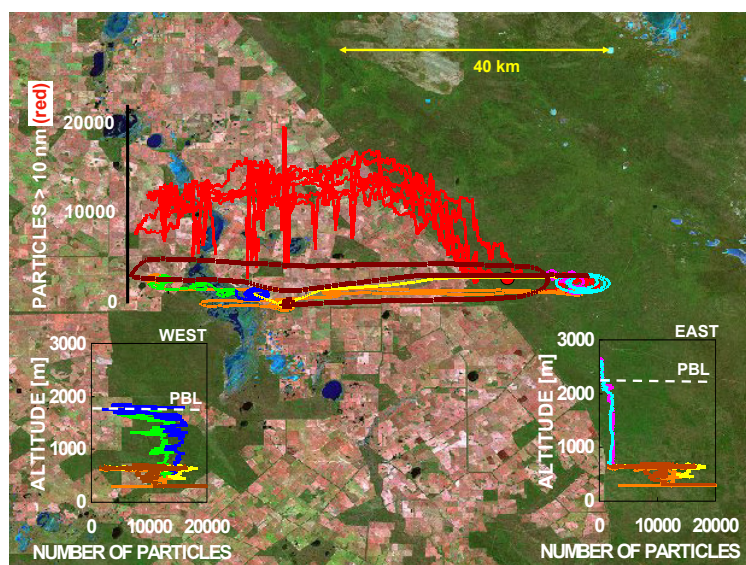 40 km
PARTICLES > 10 nm (red)
20000
10000
0
WEST
3000
2000
1000
0
ALTITUDE [m]
PBL
0 10000 20000
NUMBER OF PARTICLES
EAST
3000
2000
1000
0
ALTITUDE [m]
PBL
0 10000 20000
NUMBER OF PARTICLES